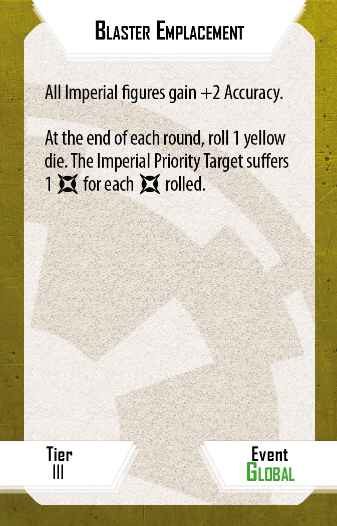 Blaster Emplacement
All Imperial figures gain +2 Accuracy.
At the end of each round, roll 1 yellow
die. The Imperial Priority Target suffers
1 for each rolled.
Tier
III
Event
Global